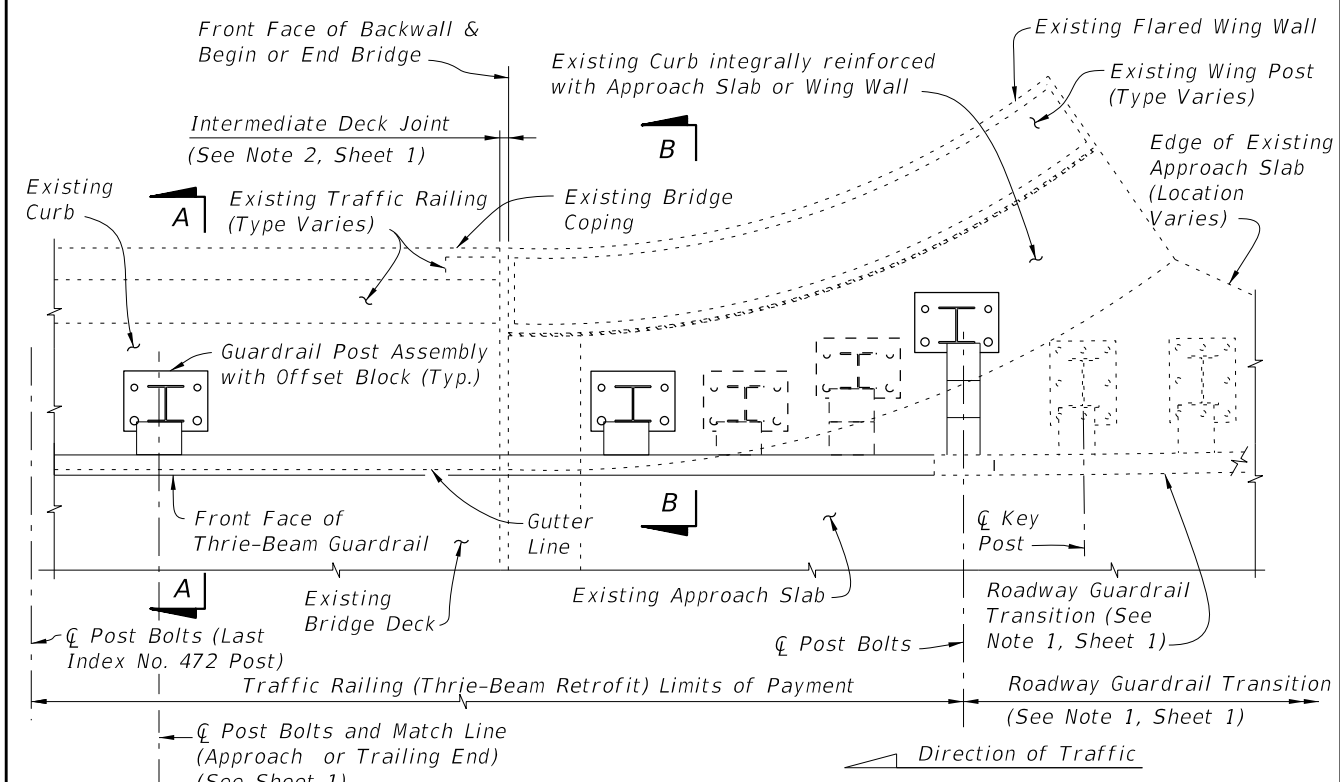 Front Face of Backwall &
Begin or End Bridge
Existing Flared Wing Wall
Existing Curb integrally reinforced
with Approach Slab or Wing Wall
Existing Wing Post
(Type Varies)
Intermediate Deck Joint
(See Note 2, Sheet 1)
B
Edge of Existing
Approach Slab
(Location
Varies)
Existing
Curb
A
Existing Traffic Railing
(Type Varies)
Existing Bridge
Coping
Guardrail Post Assembly
with Offset Block (Typ.)
Front Face of
Thrie-Beam Guardrail
Gutter
Line
B
℄ Key
Post
A
Existing
Bridge Deck
Existing Approach Slab
Roadway Guardrail
Transition (See
Note 1, Sheet 1)
℄ Post Bolts (Last
Index No. 472 Post)
℄ Post Bolts
Traffic Railing (Thrie-Beam Retrofit) Limits of Payment
Roadway Guardrail Transition
(See Note 1, Sheet 1)
℄ Post Bolts and Match Line
(Approach or Trailing End)
(See Sheet 1)
Direction of Traffic